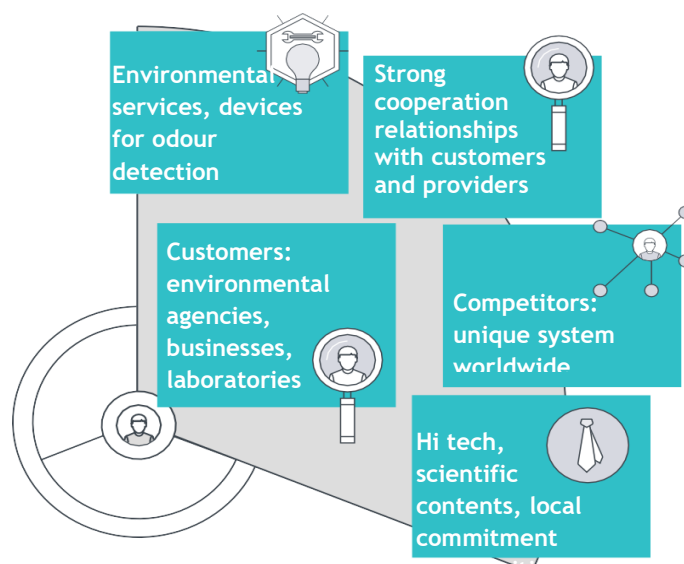 Environmental
services, devices
for odour
detection
Strong
cooperation
relationships
with customers
and providers
Customers:
environmental
agencies,
businesses,
laboratories
Competitors:
unique system
worldwide
Hi tech,
scientific
contents, local
commitment